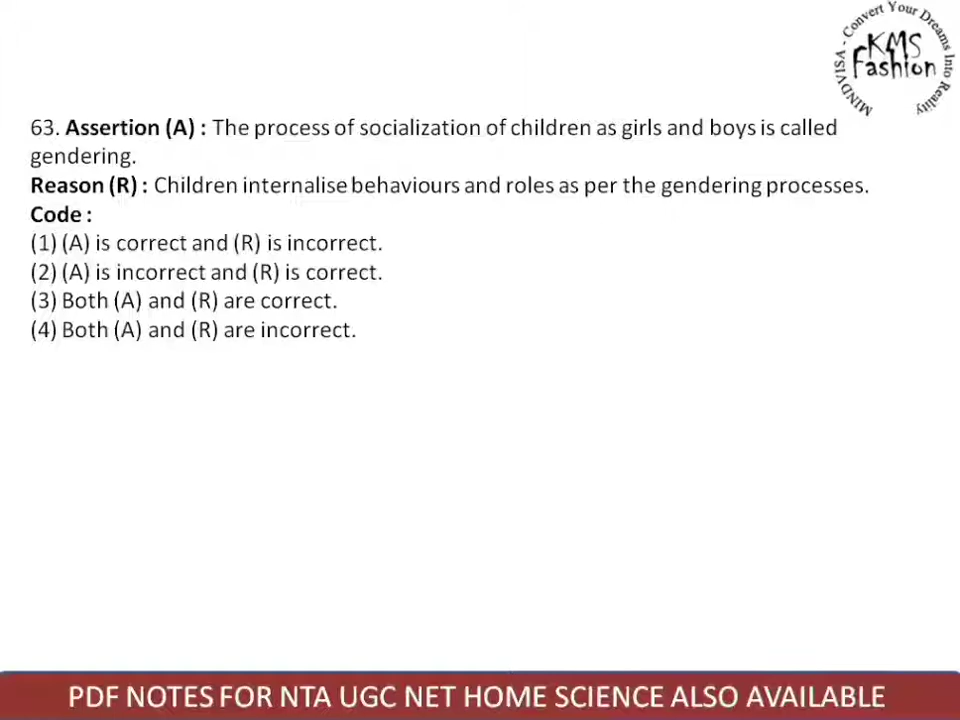 MINDVISA - Convert Your Dreams Into Reality
KMS
Fashion
63. Assertion (A) : The process of socialization of children as girls and boys is called
gendering.
Reason (R) : Children internalise behaviours and roles as per the gendering processes.
Code :
(1) (A) is correct and (R) is incorrect.
(2) (A) is incorrect and (R) is correct.
(3) Both (A) and (R) are correct.
(4) Both (A) and (R) are incorrect.
PDF NOTES FOR NTA UGC NET HOME SCIENCE ALSO AVAILABLE